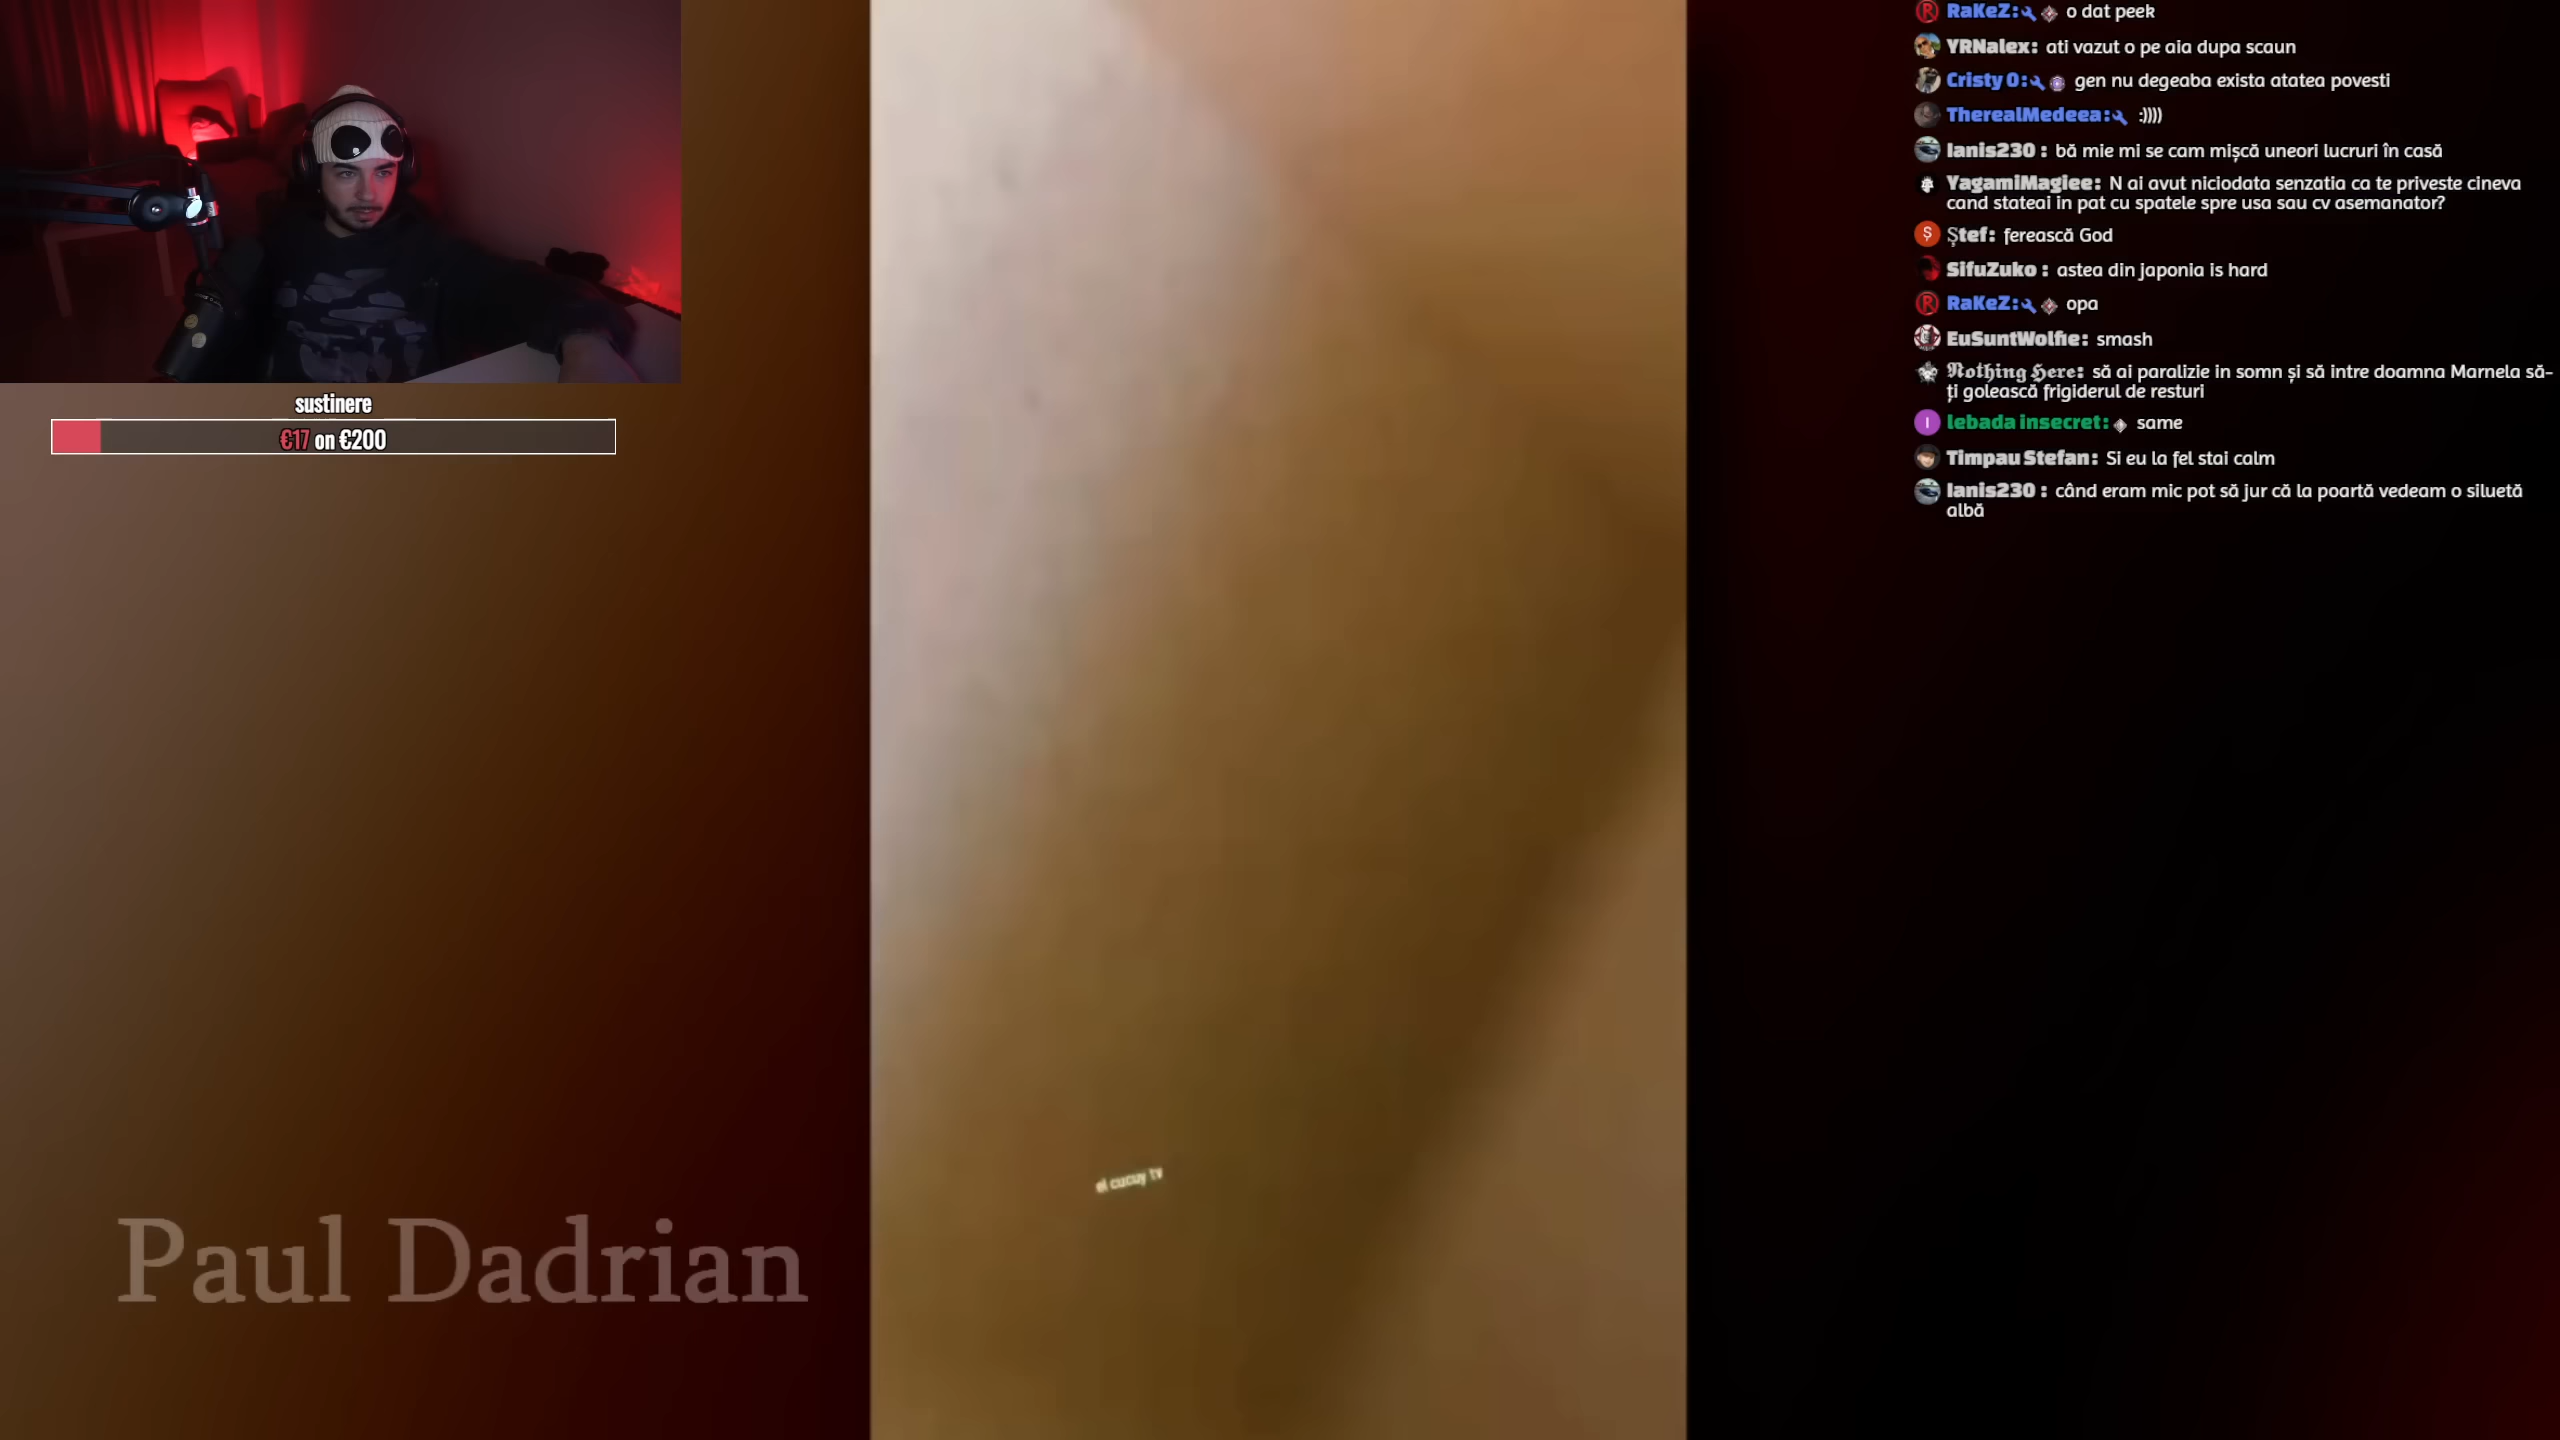 sustinere
€17 on €200
Paul Dadrian
el cucuy tv
RaKeZ: o dat peek
YRNalex: ati vazut o pe aia dupa scaun
Cristy 0: gen nu degeaba exista atatea povesti
TherealMedeea: :))))
Ianis230 : bă mie mi se cam mișcă uneori lucruri în casă
YagamiMagiee: N ai avut niciodata senzatia ca te priveste cineva
cand stateai in pat cu spatele spre usa sau cv asemanator?
Ștef: ferească God
SifuZuko : astea din japonia is hard
RaKeZ: opa
EuSuntWolfie: smash
𝕹𝖔𝖙𝖍𝖎𝖓𝖌 𝕳𝖊𝖗𝖊: să ai paralizie in somn și să intre doamna Marnela să-
ți golească frigiderul de resturi
lebada insecret: same
Timpau Stefan: Si eu la fel stai calm
Ianis230 : când eram mic pot să jur că la poartă vedeam o siluetă
albă